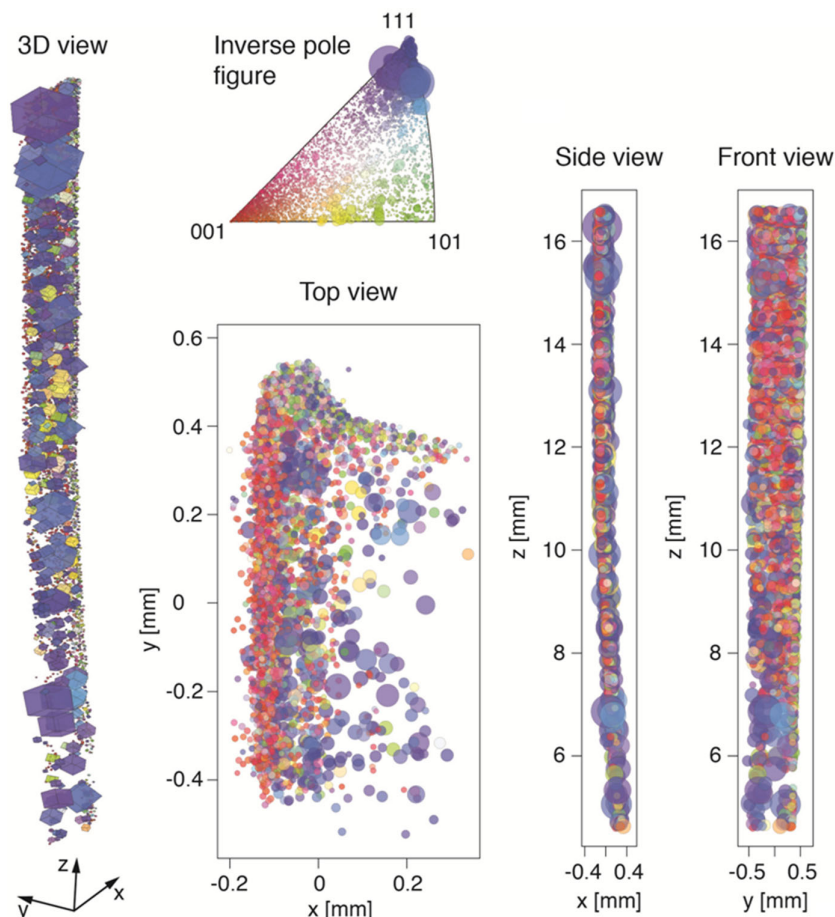 3D view
z
x
y
Inverse pole
figure
111
001
101
Top view
0.6
0.4
0.2
0
-0.2
-0.4
y [mm]
-0.2
0
0.2
x [mm]
Side view
16
14
12
10
8
6
z [mm]
-0.4
0.4
x [mm]
Front view
16
14
12
10
8
6
z [mm]
-0.5
0.5
y [mm]